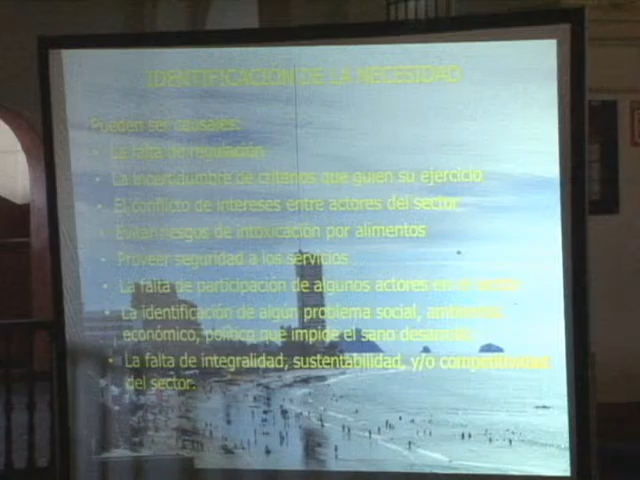 IDENTIFICACIÓN DE LA NECESIDAD
Pueden ser causales:
• La falta de regulación
• La incertidumbre de criterios que guien su ejercicio
• El conflicto de intereses entre actores del sector
• Evitar riesgos de intoxicación por alimentos
• Proveer seguridad a los servicios
• La falta de participación de algunos actores en el sector
• La identificación de algún problema social, ambiental,
económico, político que impide el sano desarrollo
• La falta de integralidad, sustentabilidad, y/o competitividad
del sector.